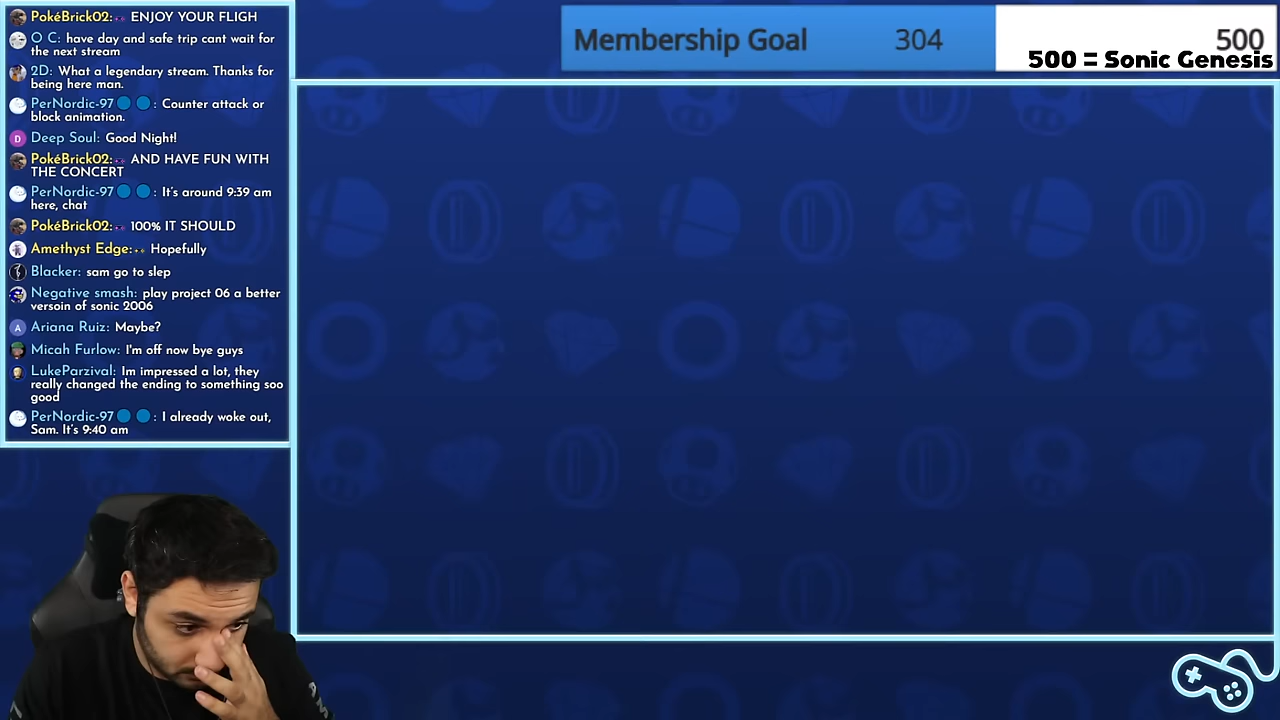 PokéBrick02: ENJOY YOUR FLIGH
O C: have day and safe trip cant wait for
the next stream
2D: What a legendary stream. Thanks for
being here man.
PerNordic-97 : Counter attack or
block animation.
D Deep Soul: Good Night!
PokéBrick02: AND HAVE FUN WITH
THE CONCERT
PerNordic-97 : It's around 9:39 am
here, chat
PokéBrick02: 100% IT SHOULD
Amethyst Edge: Hopefully
Blacker: sam go to slep
Negative smash: play project 06 a better
versoin of sonic 2006
A Ariana Ruiz: Maybe?
Micah Furlow: I'm off now bye guys
LukeParzival: Im impressed a lot, they
really changed the ending to something soo
good
PerNordic-97 : I already woke out,
Sam. It's 9:40 am
Membership Goal 304 500
500 = Sonic Genesis